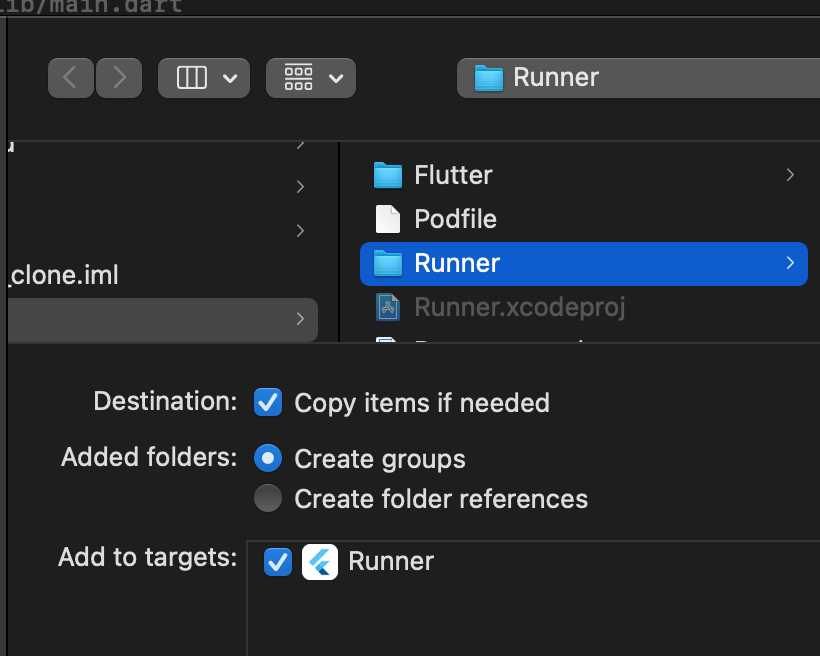 lib/main.dart
Runner
Flutter
Podfile
Runner
_clone.iml
Runner.xcodeproj
Destination: Copy items if needed
Added folders: Create groups
Create folder references
Add to targets: Runner